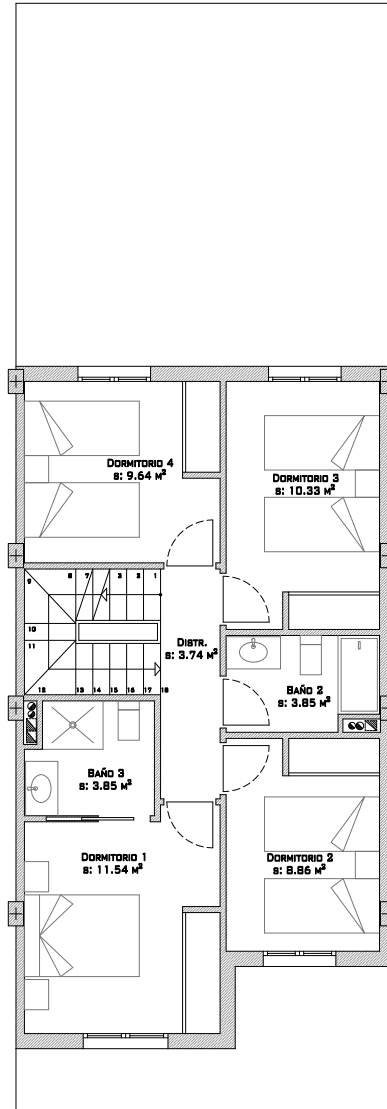 Dormitorio 4
s: 9.64 m²
Dormitorio 3
s: 10.33 m²
9
8
7
3
2
1
10
11
12
13
14
15
16
17
18
Distr.
s: 3.74 m²
Baño 2
s: 3.85 m²
Baño 3
s: 3.85 m²
Dormitorio 1
s: 11.54 m²
Dormitorio 2
s: 8.86 m²